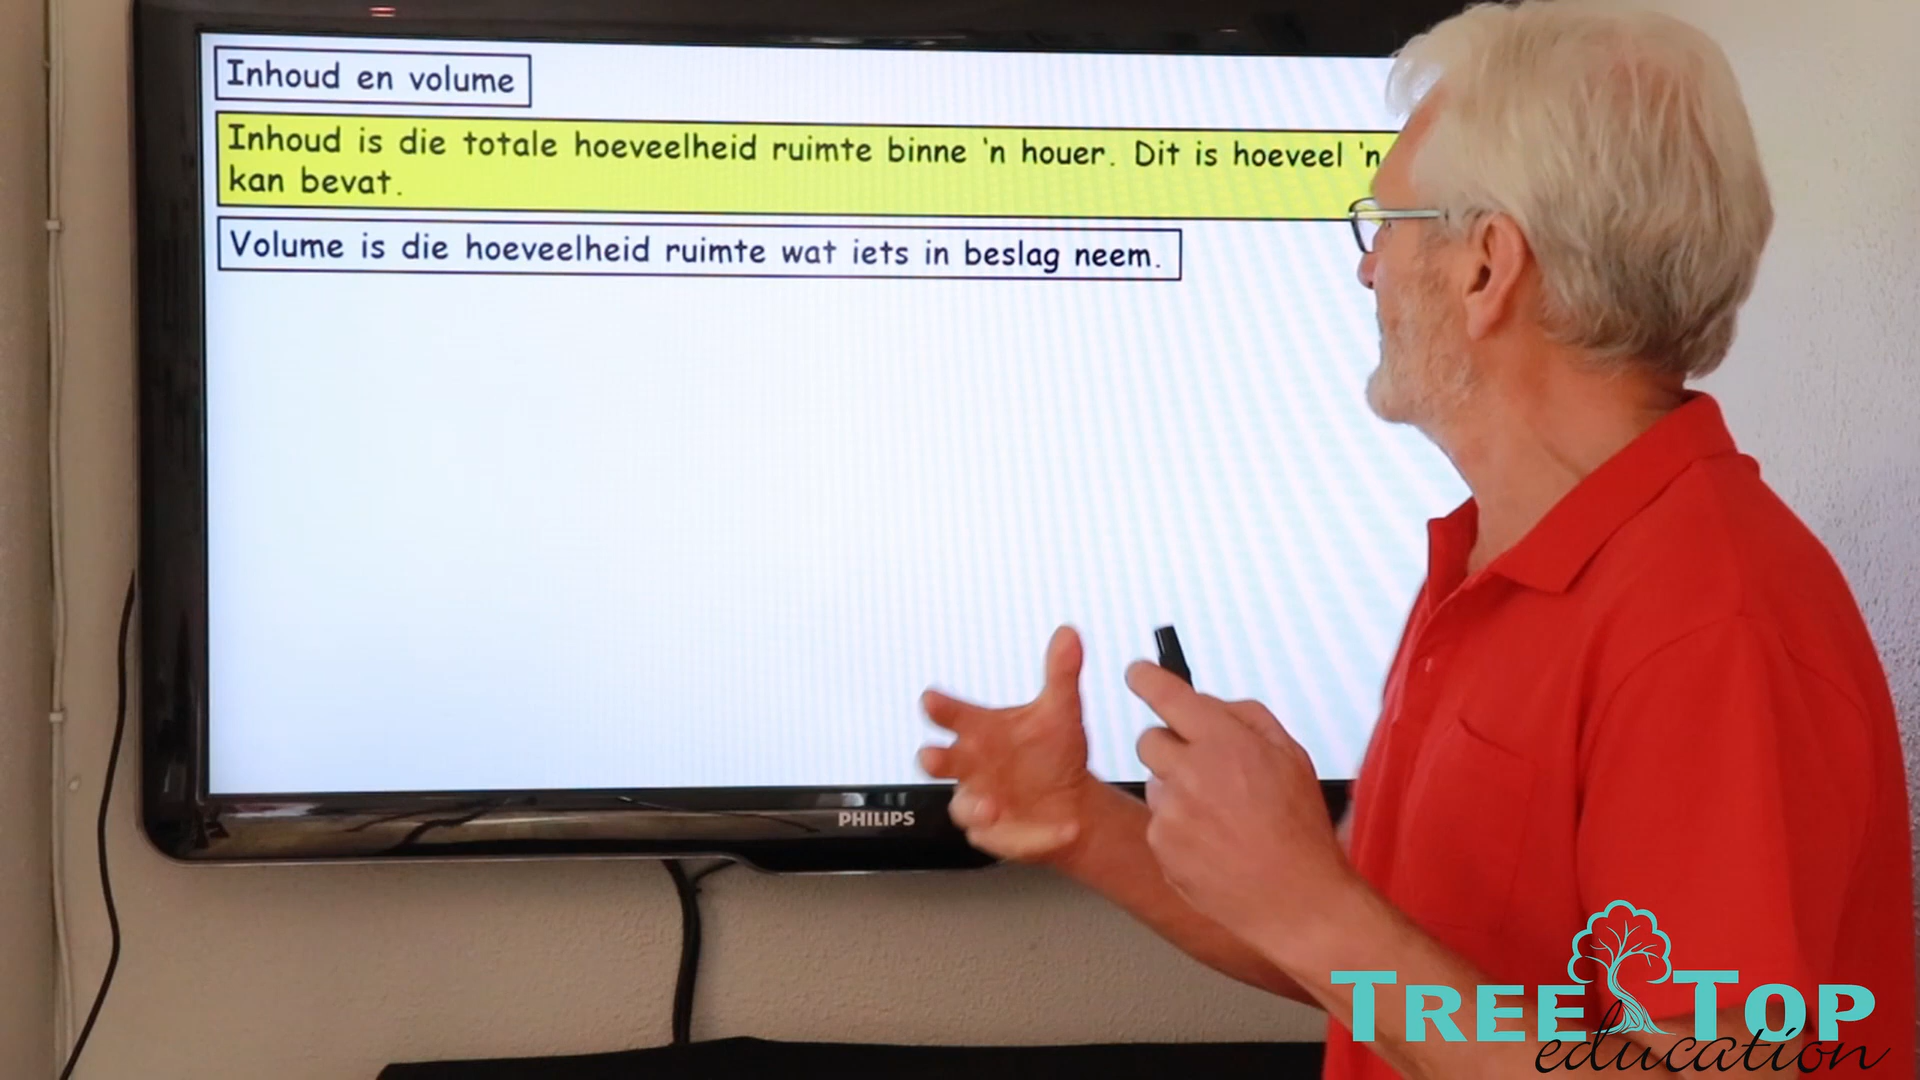 Inhoud en volume
Inhoud is die totale hoeveelheid ruimte binne 'n houer. Dit is hoeveel 'n
kan bevat.
Volume is die hoeveelheid ruimte wat iets in beslag neem.
PHILIPS
TREE TOP
education